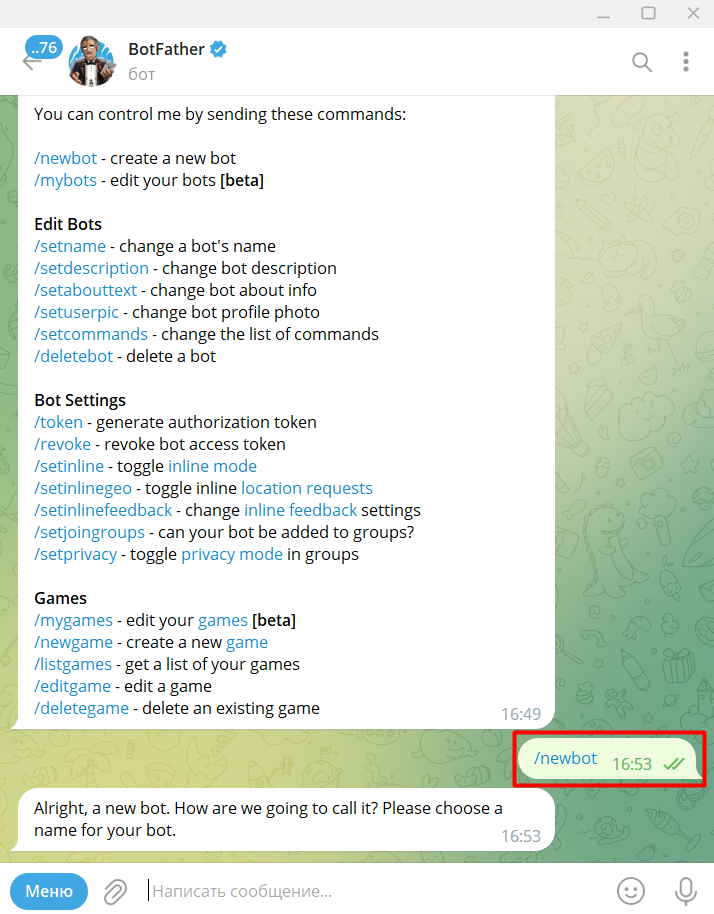 ..76
BotFather
бот
You can control me by sending these commands:
/newbot - create a new bot
/mybots - edit your bots [beta]
Edit Bots
/setname - change a bot's name
/setdescription - change bot description
/setabouttext - change bot about info
/setuserpic - change bot profile photo
/setcommands - change the list of commands
/deletebot - delete a bot
Bot Settings
/token - generate authorization token
/revoke - revoke bot access token
/setinline - toggle inline mode
/setinlinegeo - toggle inline location requests
/setinlinefeedback - change inline feedback settings
/setjoingroups - can your bot be added to groups?
/setprivacy - toggle privacy mode in groups
Games
/mygames - edit your games [beta]
/newgame - create a new game
/listgames - get a list of your games
/editgame - edit a game
/deletegame - delete an existing game
16:49
/newbot 16:53
Alright, a new bot. How are we going to call it? Please choose a
name for your bot.
16:53
Меню
Написать сообщение...